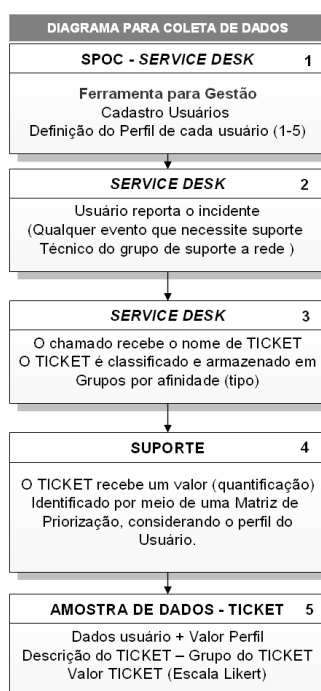 DIAGRAMA PARA COLETA DE DADOS
SPOC - SERVICE DESK 1
Ferramenta para Gestão
Cadastro Usuários
Definição do Perfil de cada usuário (1-5)
SERVICE DESK 2
Usuário reporta o incidente
(Qualquer evento que necessite suporte
Técnico do grupo de suporte a rede )
SERVICE DESK 3
O chamado recebe o nome de TICKET
O TICKET é classificado e armazenado em
Grupos por afinidade (tipo)
SUPORTE 4
O TICKET recebe um valor (quantificação)
Identificado por meio de uma Matriz de
Priorização, considerando o perfil do
Usuário.
AMOSTRA DE DADOS - TICKET 5
Dados usuário + Valor Perfil
Descrição do TICKET – Grupo do TICKET
Valor TICKET (Escala Likert)